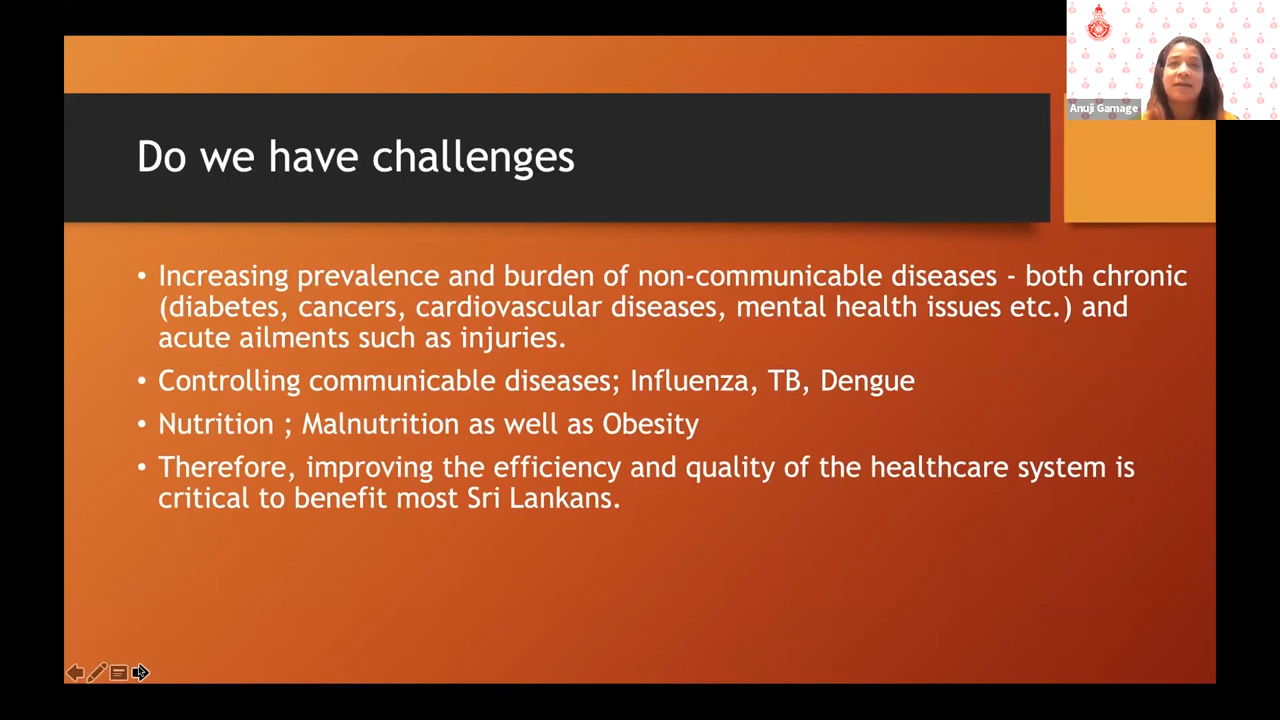 Anuji Gamage
Do we have challenges
• Increasing prevalence and burden of non-communicable diseases - both chronic
(diabetes, cancers, cardiovascular diseases, mental health issues etc.) and
acute ailments such as injuries.
• Controlling communicable diseases; Influenza, TB, Dengue
• Nutrition ; Malnutrition as well as Obesity
• Therefore, improving the efficiency and quality of the healthcare system is
critical to benefit most Sri Lankans.